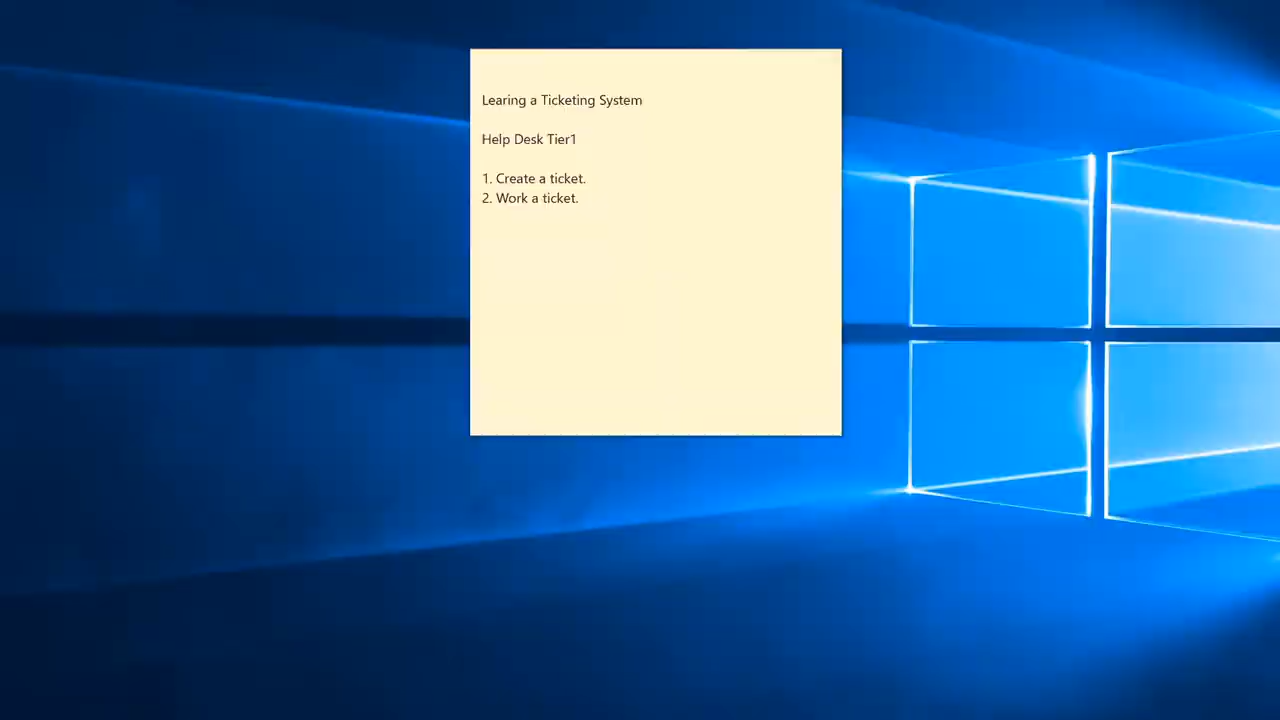 Learing a Ticketing System
Help Desk Tier1
1. Create a ticket.
2. Work a ticket.